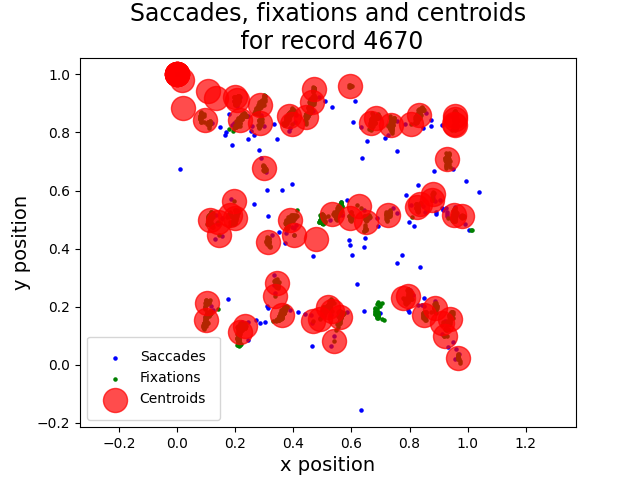 Saccades, fixations and centroids
for record 4670
1.0
0.8
0.6
0.4
0.2
0.0
−0.2
y position
Saccades
Fixations
Centroids
−0.2
0.0
0.2
0.4
0.6
0.8
1.0
1.2
x position